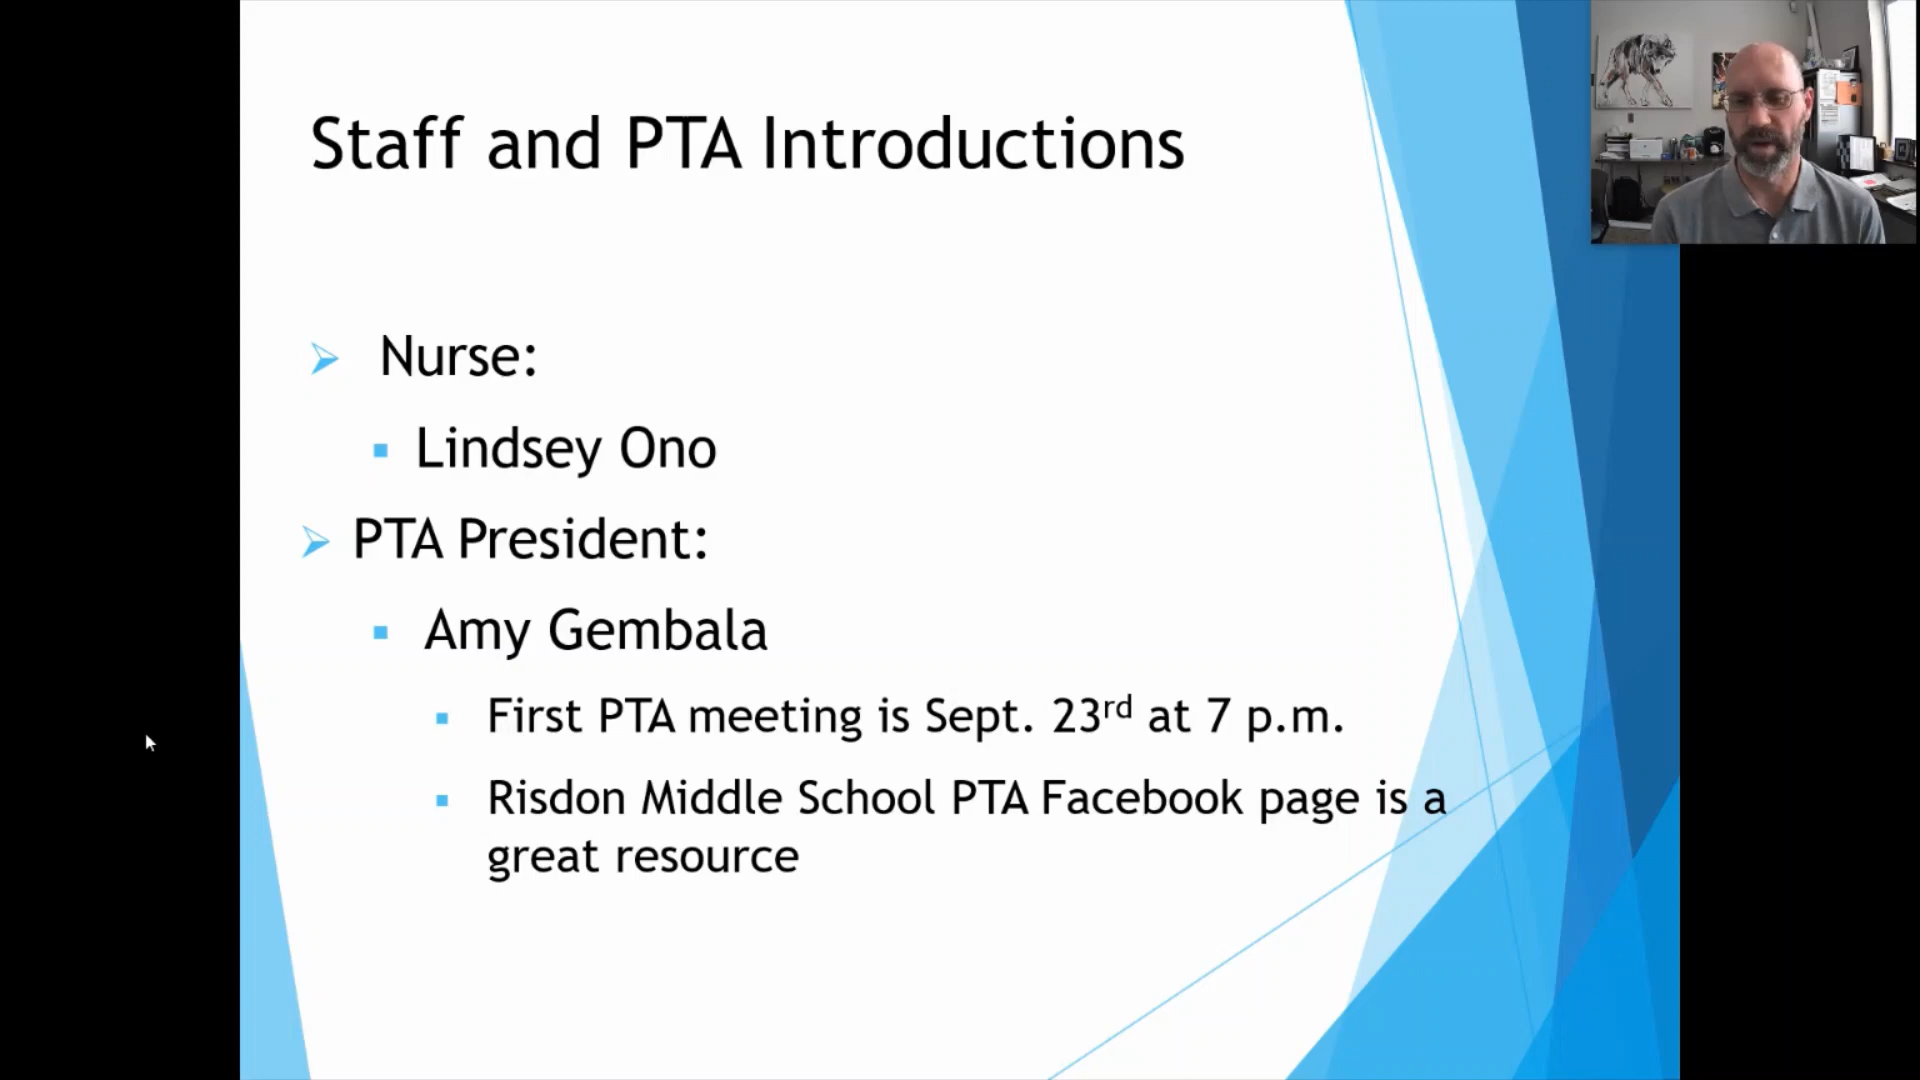 Staff and PTA Introductions
Nurse:
Lindsey Ono
PTA President:
Amy Gembala
First PTA meeting is Sept. 23rd at 7 p.m.
Risdon Middle School PTA Facebook page is a
great resource